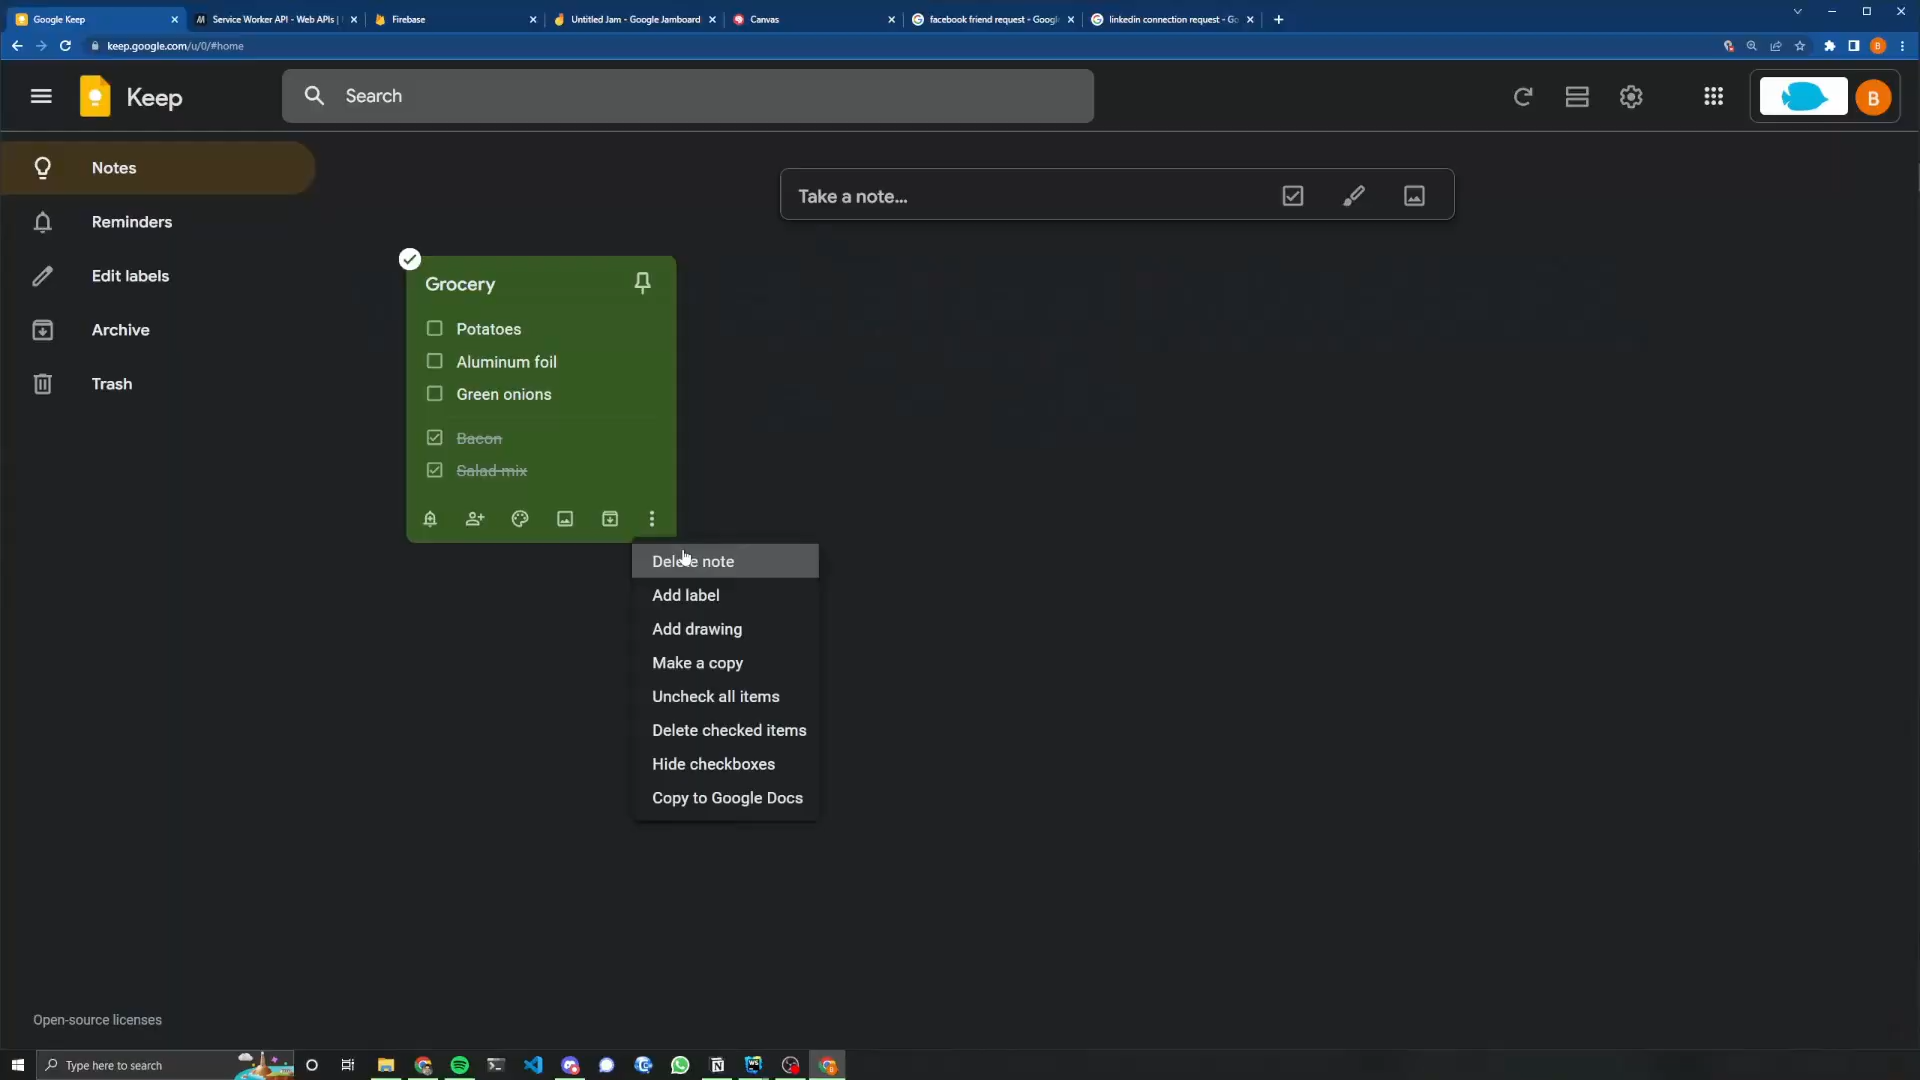 Google Keep
Service Worker API - Web APIs |
Firebase
Untitled Jam - Google Jamboard
Canvas
facebook friend request - Google
linkedin connection request - Go
keep.google.com/u/0/#home
B
Keep
Search
B
Notes
Take a note...
Reminders
Edit labels
Archive
Trash
Grocery
Potatoes
Aluminum foil
Green onions
Bacon
Salad mix
Delete note
Add label
Add drawing
Make a copy
Uncheck all items
Delete checked items
Hide checkboxes
Copy to Google Docs
Open-source licenses
Type here to search